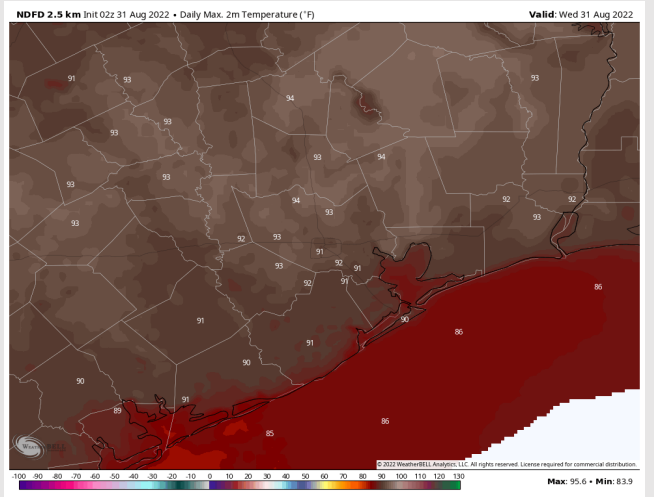 NDFD 2.5 km Init 02z 31 Aug 2022 • Daily Max. 2m Temperature (°F) Valid: Wed 31 Aug 2022
91 93 93
94
93 93
93 94
93 93
94 92 92
93 93
93
92 93
91
93 92 91
92 91
86
91 90 86
91
90
90
91
89
86
85
WEATHERBELL
© 2022 WeatherBELL Analytics, LLC. All rights reserved. License required for commercial distribution.
-100 -90 -80 -70 -60 -50 -40 -30 -20 -10 0 10 20 30 40 50 60 70 80 90 100 110 120 130
Max: 95.6 • Min: 83.9